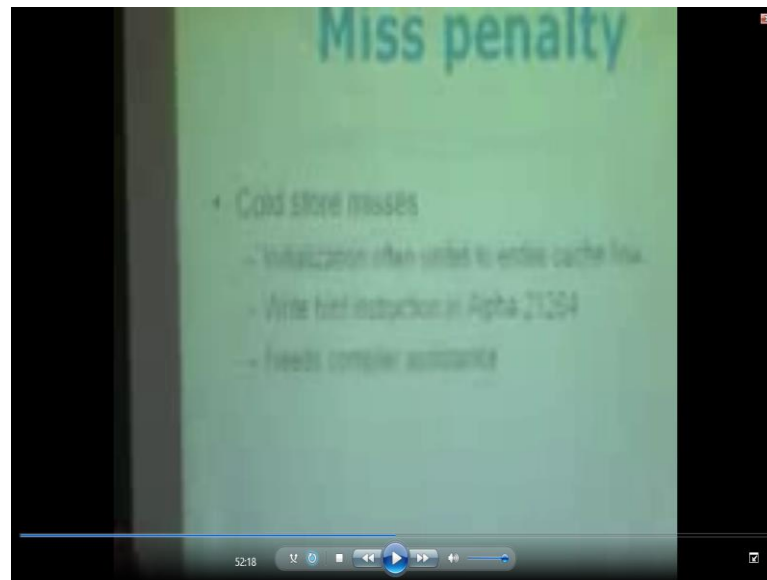 Miss penalty
• Cold store misses
– Initialization often writes to entire cache line
– Write hint instruction in Alpha 21264
– Needs compiler assistance
52:18